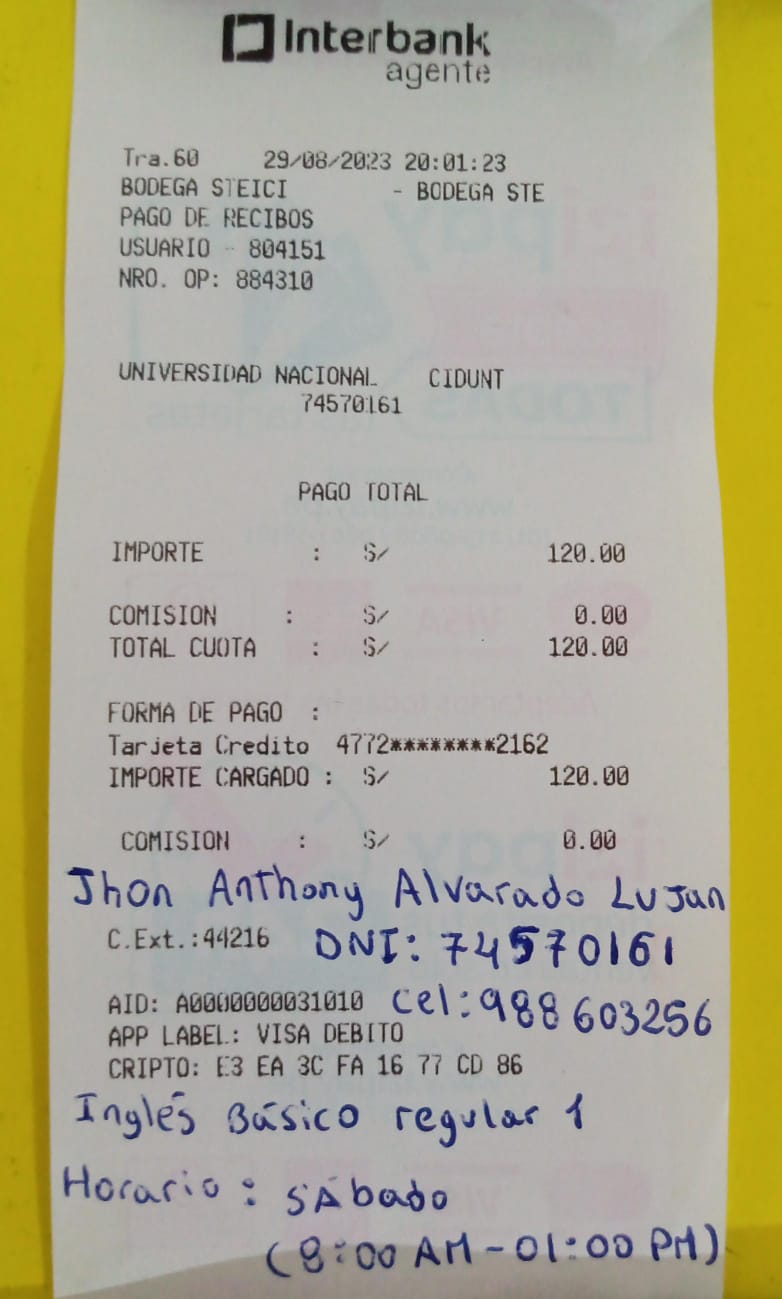 Interbank
agente
Tra.60 29/08/2023 20:01:23
BODEGA STEICI - BODEGA STE
PAGO DE RECIBOS
USUARIO - 804151
NRO. OP: 884310
UNIVERSIDAD NACIONAL CIDUNT
74570161
PAGO TOTAL
IMPORTE : S/ 120.00
COMISION : S/ 0.00
TOTAL CUOTA : S/ 120.00
FORMA DE PAGO :
Tarjeta Credito 4772********2162
IMPORTE CARGADO : S/ 120.00
COMISION : S/ 0.00
Jhon Anthony Alvarado Lujan
C.Ext.:44216 DNI: 74570161
AID: A0000000031010 cel: 988603256
APP LABEL: VISA DEBITO
CRIPTO: E3 EA 3C FA 16 77 CD 86
Inglés Básico regular 1
Horario: SÁbado
(8:00 AM - 01:00 PM)